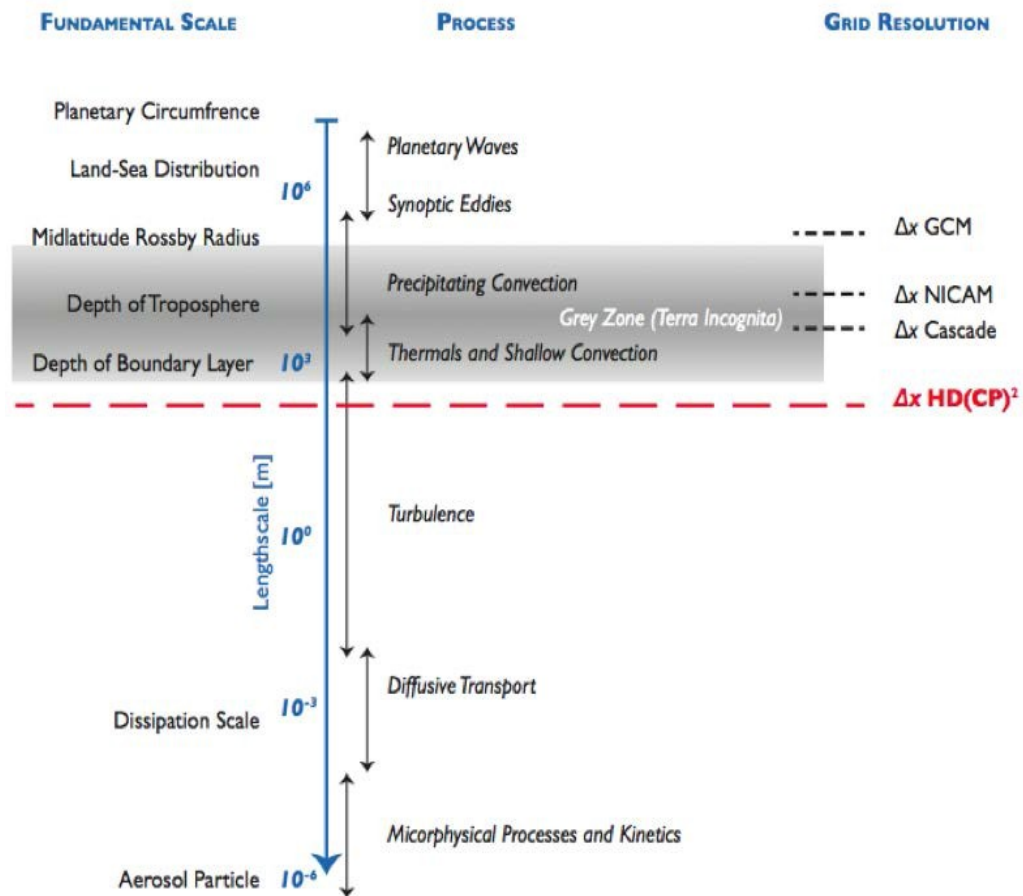 FUNDAMENTAL SCALE PROCESS GRID RESOLUTION
Planetary Circumfrence
Planetary Waves
Land-Sea Distribution
10⁶
Synoptic Eddies
Δx GCM
Midlatitude Rossby Radius
Precipitating Convection
Δx NICAM
Depth of Troposphere
Grey Zone (Terra Incognita)
Δx Cascade
Thermals and Shallow Convection
Depth of Boundary Layer 10³
Δx HD(CP)²
Lengthscale [m]
Turbulence
10⁰
Diffusive Transport
10⁻³
Dissipation Scale
Micorphysical Processes and Kinetics
Aerosol Particle 10⁻⁶